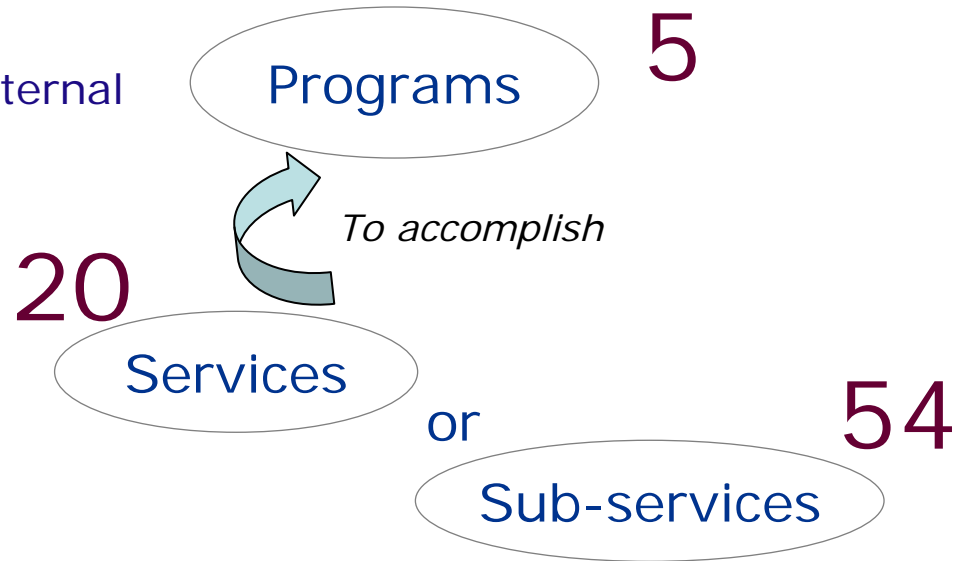 5
ternal
Programs
To accomplish
20
Services
or
54
Sub-services